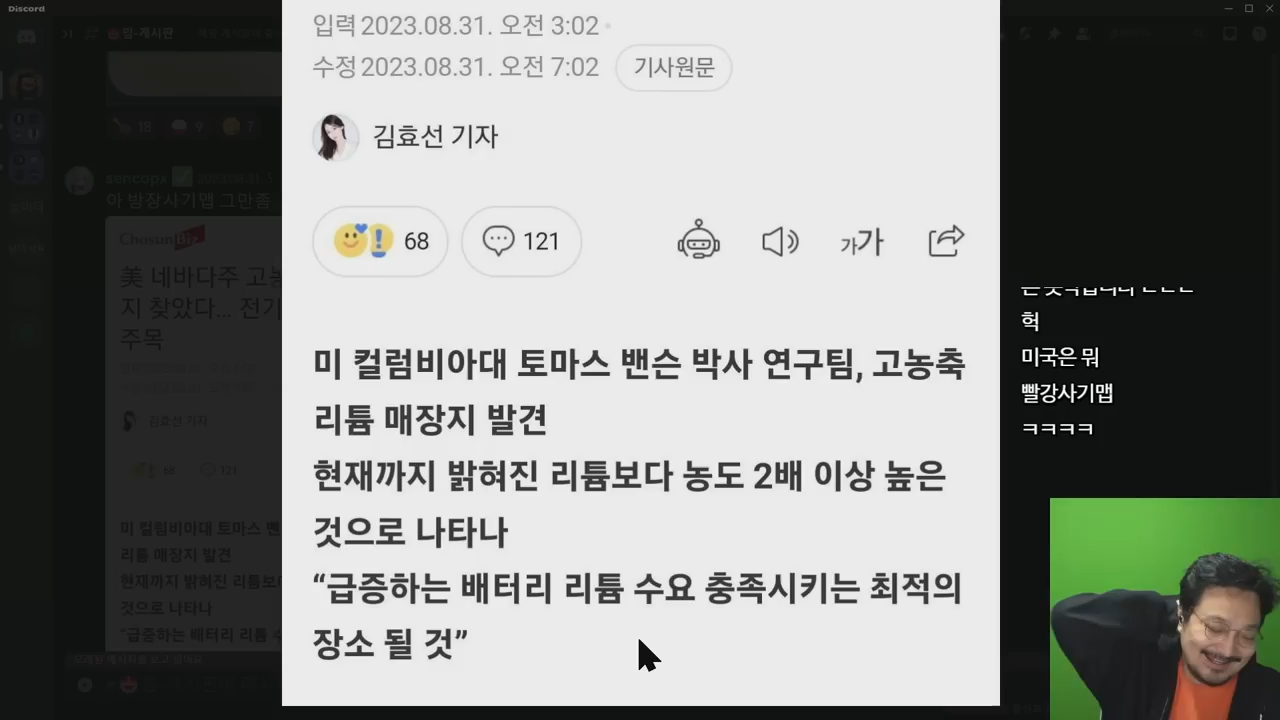 Discord
밈-게시판
입력 2023.08.31. 오전 3:02
수정 2023.08.31. 오전 7:02
기사원문
김효선 기자
68
121
가가
미 컬럼비아대 토마스 밴슨 박사 연구팀, 고농축
리튬 매장지 발견
현재까지 밝혀진 리튬보다 농도 2배 이상 높은
것으로 나타나
“급증하는 배터리 리튬 수요 충족시키는 최적의
장소 될 것”
18
9
7
아 밤장사기맵 그만좀
ChosunBiz
美 네바다주 고농
지 찾았다... 전기
주목
김효선 기자
68
121
미 컬럼비아대 토마스 밴
리튬 매장지 발견
현재까지 밝혀진 리튬보다
것으로 나타나
“급증하는 배터리 리튬 수
헉
미국은 뭐
빨강사기맵
ㅋㅋㅋㅋ